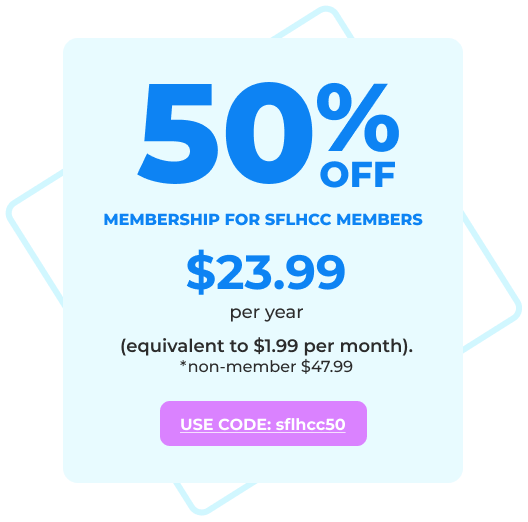 50%
OFF
MEMBERSHIP FOR SFLHCC MEMBERS
$23.99
per year
(equivalent to $1.99 per month).
*non-member $47.99
USE CODE: sflhcc50